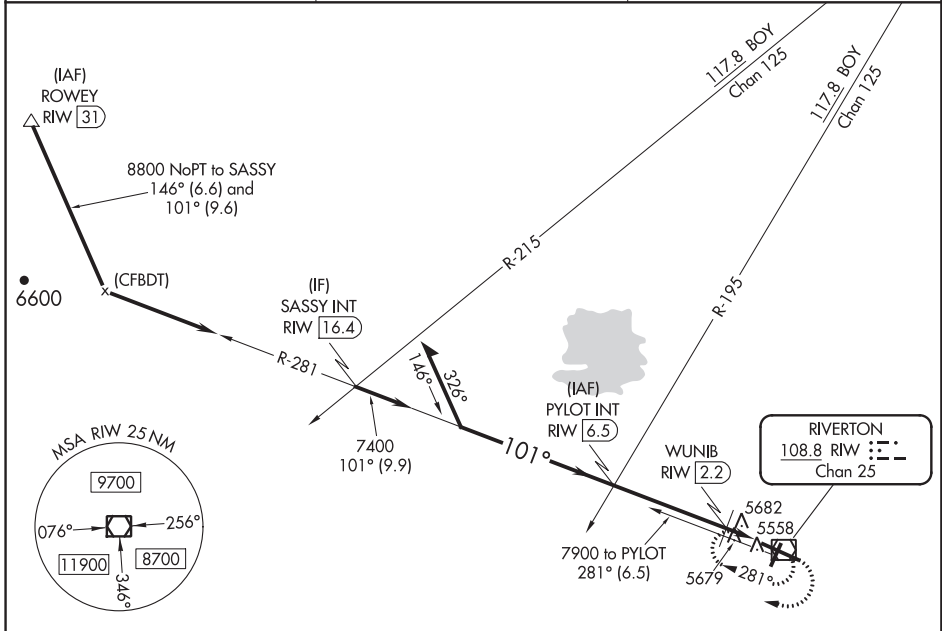 117.8 BOY
Chan 125
117.8 BOY
Chan 125
(IAF)
ROWEY
RIW 31
8800 NoPT to SASSY
146° (6.6) and
101° (9.6)
R-215
R-195
6600
(CFBDT)
(IF)
SASSY INT
RIW 16.4
R-281
146°
326°
7400
101° (9.9)
101°
(IAF)
PYLOT INT
RIW 6.5
WUNIB
RIW 2.2
RIVERTON
108.8 RIW
Chan 25
5682
5558
5679
281°
7900 to PYLOT
281° (6.5)
MSA RIW 25 NM
9700
076°
256°
11900
8700
346°